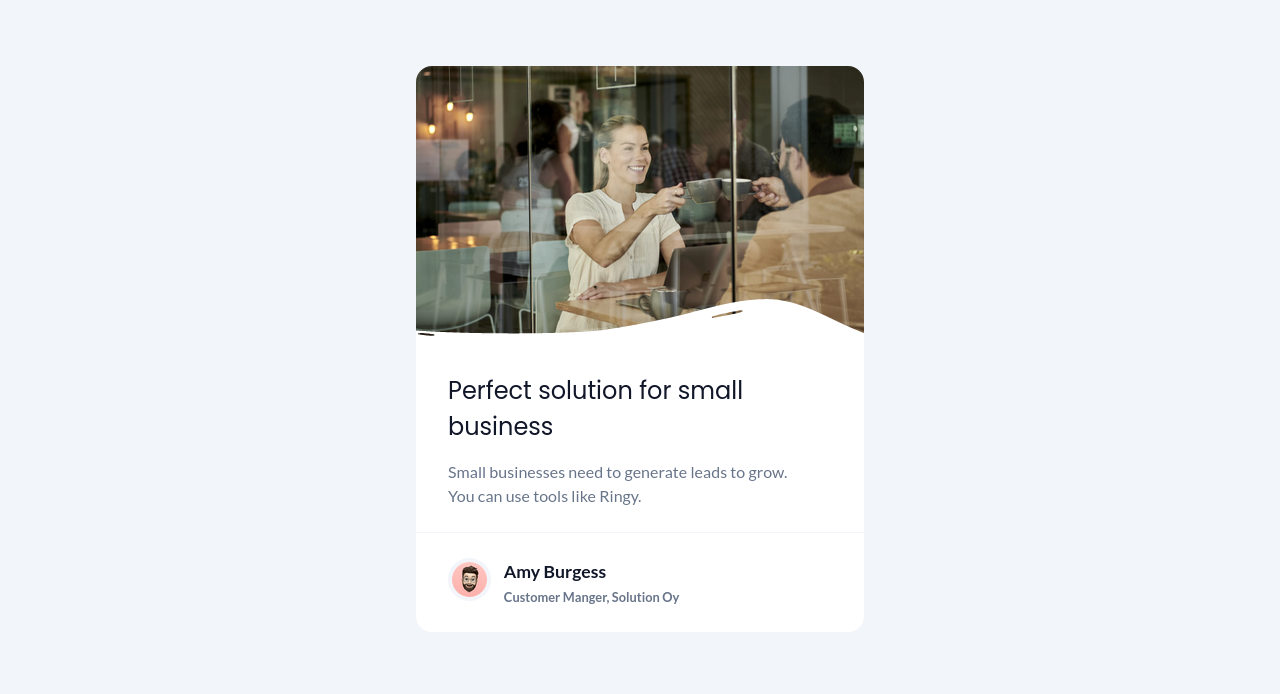 Perfect solution for small
business
Small businesses need to generate leads to grow.
You can use tools like Ringy.
Amy Burgess
Customer Manger, Solution Oy